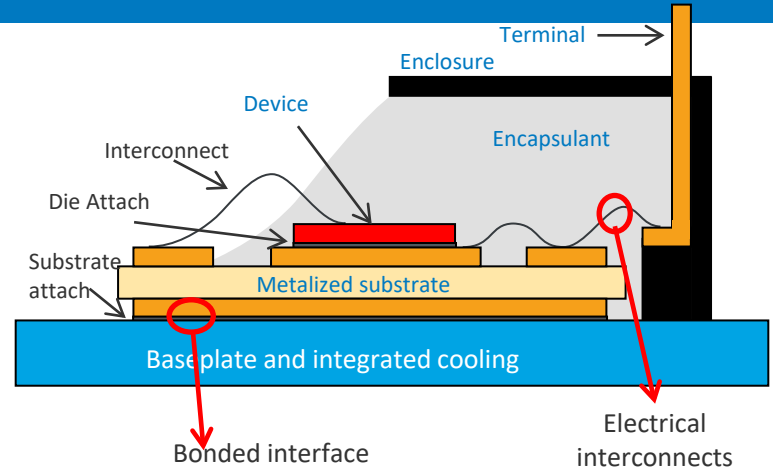 Terminal
Enclosure
Device
Encapsulant
Interconnect
Die Attach
Substrate
attach
Metalized substrate
Baseplate and integrated cooling
Bonded interface
Electrical
interconnects